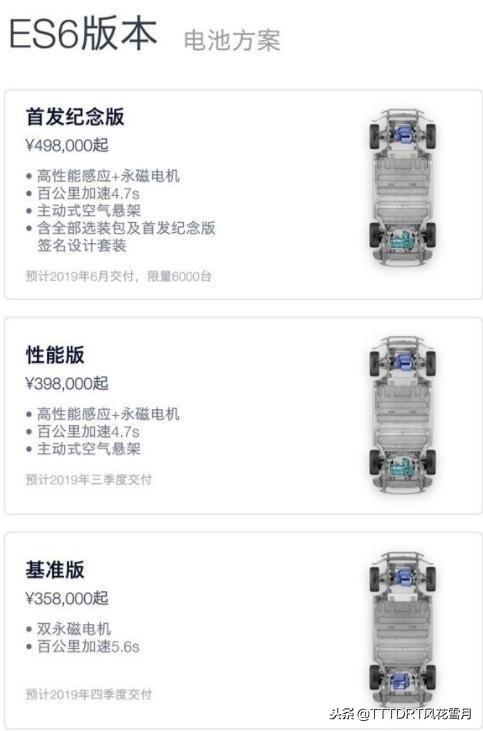 ES6版本 电池方案
首发纪念版
¥498,000起
• 高性能感应+永磁电机
• 百公里加速4.7s
• 主动式空气悬架
• 含全部选装包及首发纪念版
签名设计套装
预计2019年6月交付，限量6000台
性能版
¥398,000起
• 高性能感应+永磁电机
• 百公里加速4.7s
• 主动式空气悬架
预计2019年三季度交付
基准版
¥358,000起
• 双永磁电机
• 百公里加速5.6s
预计2019年四季度交付
头条 @TTTDRT风花雪月